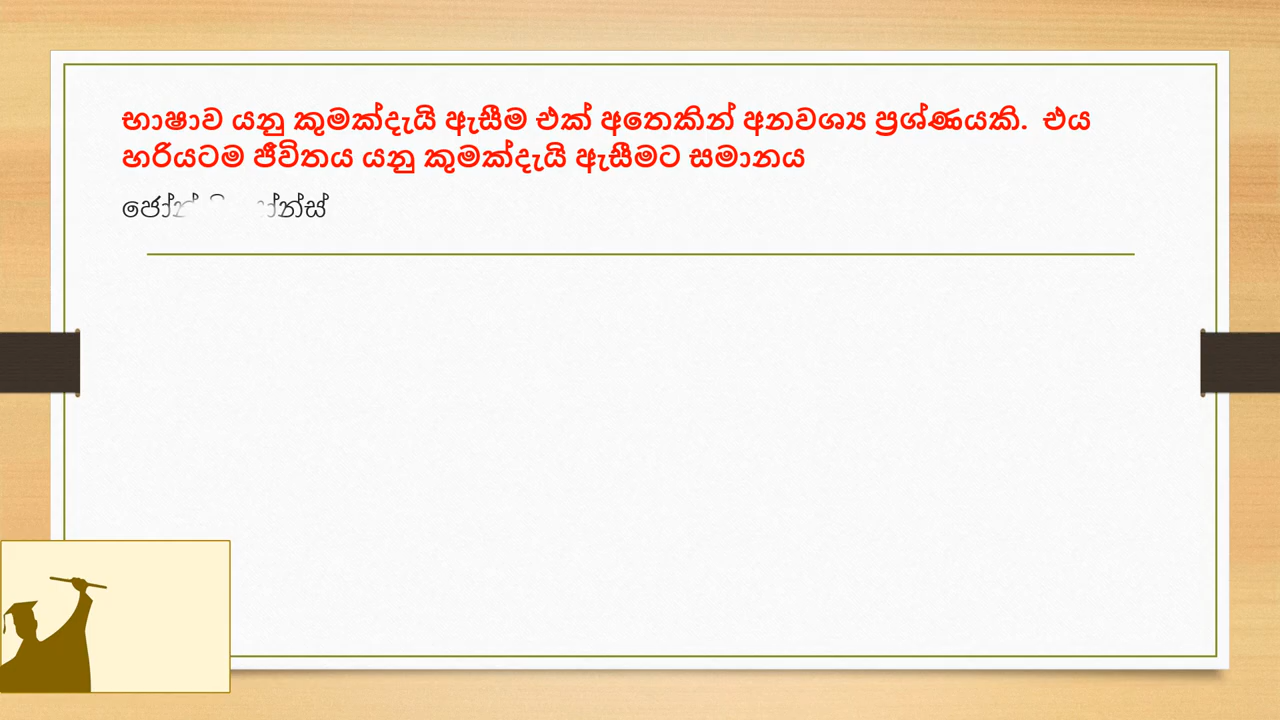 භාෂාව යනු කුමක්දැයි ඇසීම එක් අතෙකින් අනවශ්‍ය ප්‍රශ්ණයකි.  එය
හරියටම ජීවිතය යනු කුමක්දැයි ඇසීමට සමානය